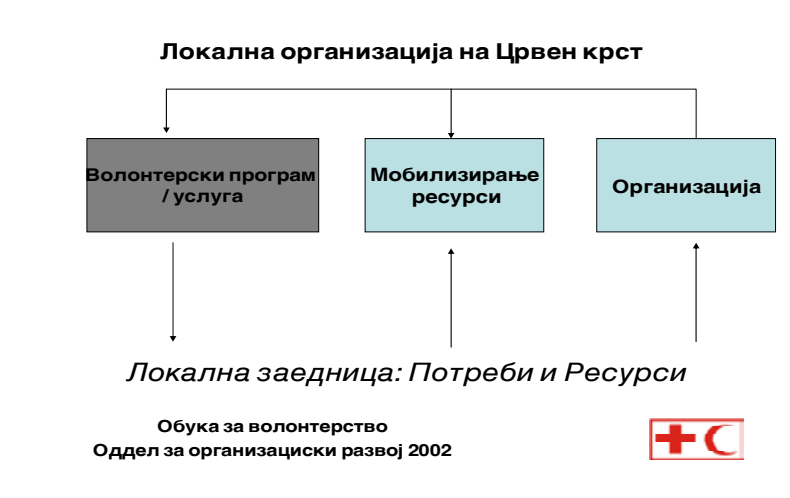 Локална организација на Црвен крст
Волонтерски програм
/ услуга
Мобилизирање
ресурси
Организација
Локална заедница: Потреби и Ресурси
Обука за волонтерство
Оддел за организациски развој 2002